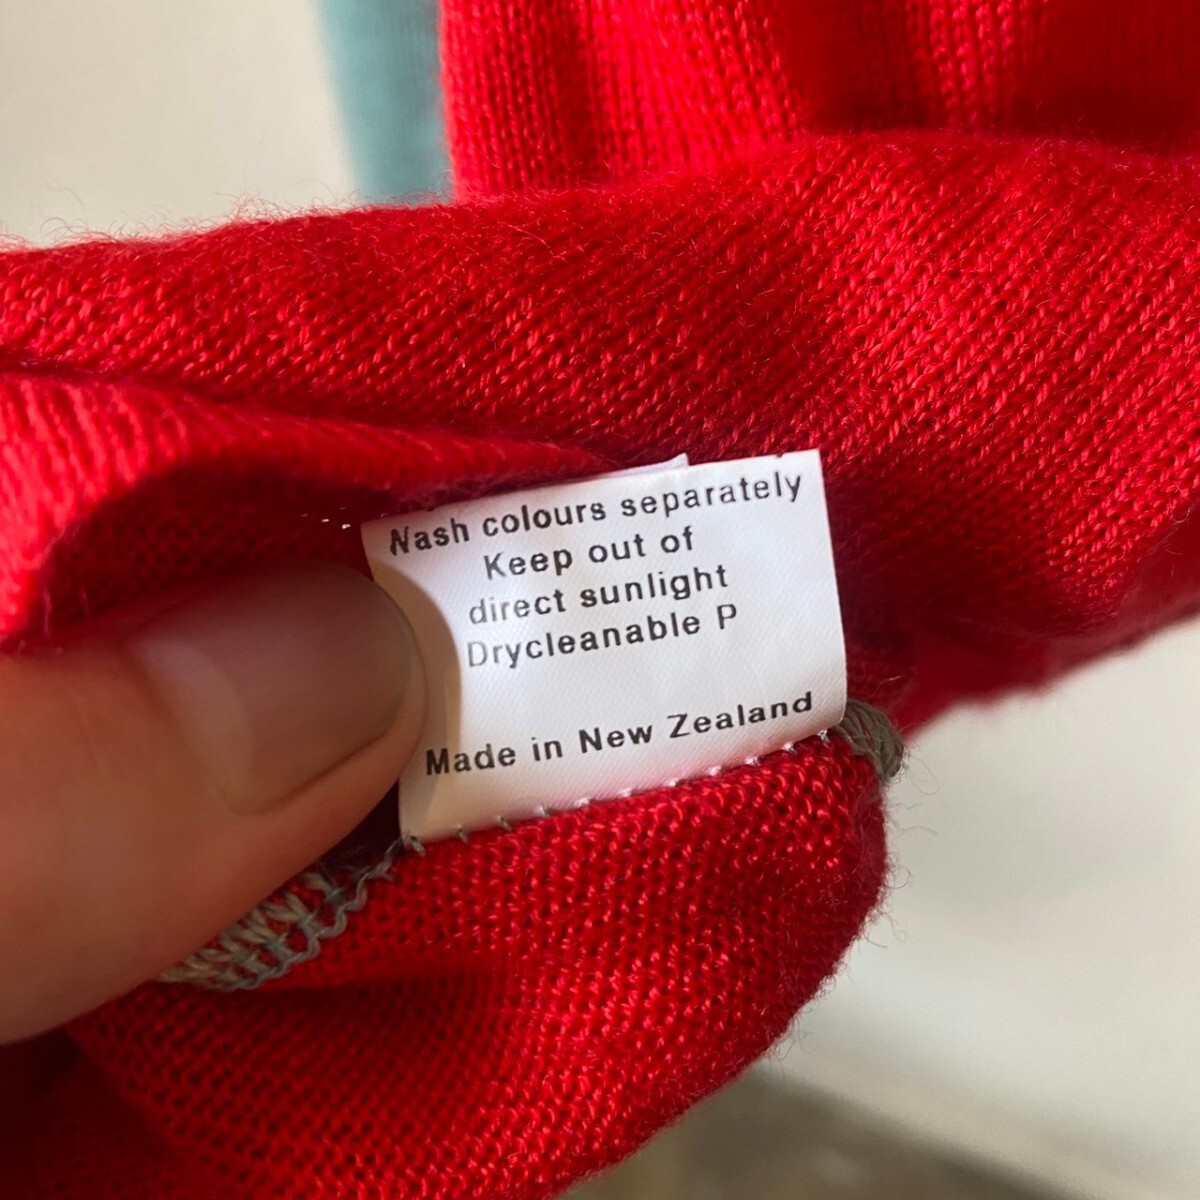 Wash colours separately
Keep out of
direct sunlight
Drycleanable P
Made in New Zealand